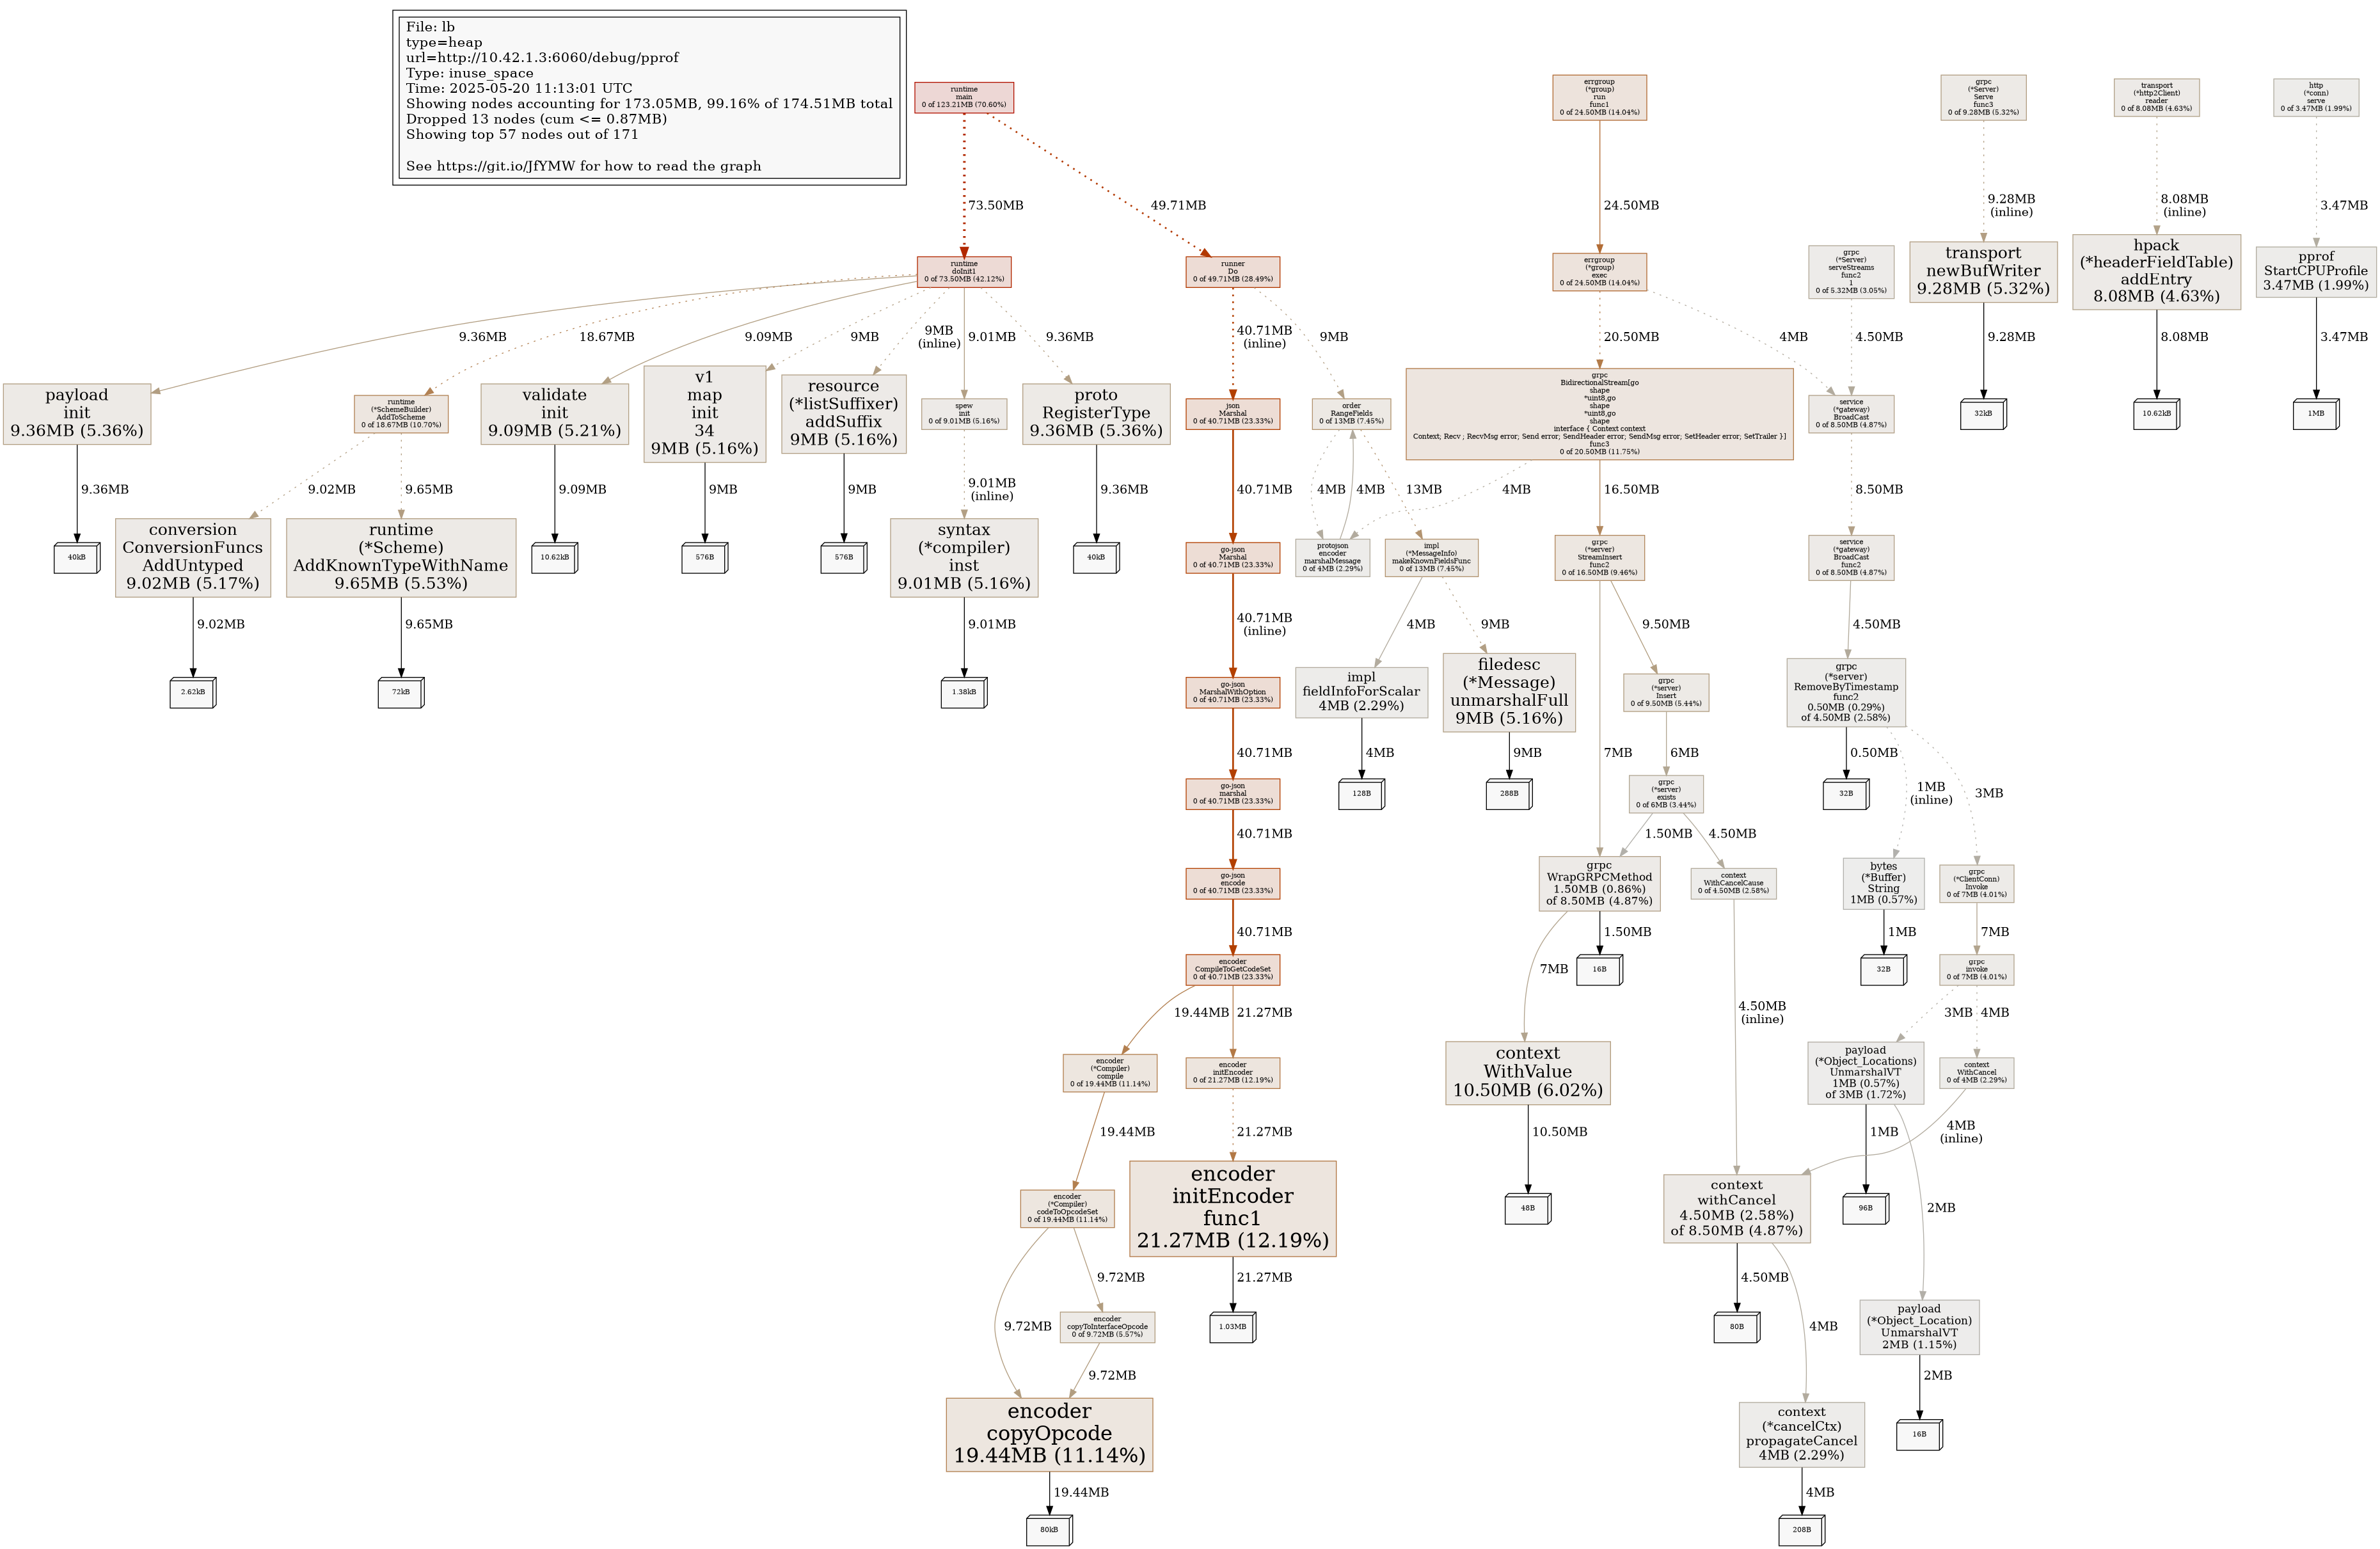 File: lb
type=heap
url=http://10.42.1.3:6060/debug/pprof
Type: inuse_space
Time: 2025-05-20 11:13:01 UTC
Showing nodes accounting for 173.05MB, 99.16% of 174.51MB total
Dropped 13 nodes (cum <= 0.87MB)
Showing top 57 nodes out of 171
See https://git.io/JfYMW for how to read the graph
runtime
main
0 of 123.21MB (70.60%)
errgroup
(*group)
run
func1
0 of 24.50MB (14.04%)
grpc
(*Server)
Serve
func3
0 of 9.28MB (5.32%)
transport
(*http2Client)
reader
0 of 8.08MB (4.63%)
http
(*conn)
serve
0 of 3.47MB (1.99%)
73.50MB
49.71MB
24.50MB
9.28MB
(inline)
8.08MB
(inline)
3.47MB
runtime
doInit1
0 of 73.50MB (42.12%)
runner
Do
0 of 49.71MB (28.49%)
errgroup
(*group)
exec
0 of 24.50MB (14.04%)
grpc
(*Server)
serveStreams
func2
1
0 of 5.32MB (3.05%)
transport
newBufWriter
9.28MB (5.32%)
hpack
(*headerFieldTable)
addEntry
8.08MB (4.63%)
pprof
StartCPUProfile
3.47MB (1.99%)
9.36MB
18.67MB
9.09MB
9MB
9MB
(inline)
9.01MB
9.36MB
40.71MB
(inline)
9MB
20.50MB
4MB
4.50MB
9.28MB
8.08MB
3.47MB
payload
init
9.36MB (5.36%)
runtime
(*SchemeBuilder)
AddToScheme
0 of 18.67MB (10.70%)
validate
init
9.09MB (5.21%)
v1
map
init
34
9MB (5.16%)
resource
(*listSuffixer)
addSuffix
9MB (5.16%)
spew
init
0 of 9.01MB (5.16%)
proto
RegisterType
9.36MB (5.36%)
json
Marshal
0 of 40.71MB (23.33%)
order
RangeFields
0 of 13MB (7.45%)
grpc
BidirectionalStream[go
shape
*uint8,go
shape
*uint8,go
shape
interface { Context context
Context; Recv ; RecvMsg error; Send error; SendHeader error; SendMsg error; SetHeader error; SetTrailer }]
func3
0 of 20.50MB (11.75%)
service
(*gateway)
BroadCast
0 of 8.50MB (4.87%)
32kB
10.62kB
1MB
9.36MB
9.02MB
9.65MB
9.09MB
9MB
9MB
9.01MB
(inline)
9.36MB
40.71MB
4MB
4MB
13MB
4MB
16.50MB
8.50MB
40kB
conversion
ConversionFuncs
AddUntyped
9.02MB (5.17%)
runtime
(*Scheme)
AddKnownTypeWithName
9.65MB (5.53%)
10.62kB
576B
576B
syntax
(*compiler)
inst
9.01MB (5.16%)
40kB
go-json
Marshal
0 of 40.71MB (23.33%)
protojson
encoder
marshalMessage
0 of 4MB (2.29%)
impl
(*MessageInfo)
makeKnownFieldsFunc
0 of 13MB (7.45%)
grpc
(*server)
StreamInsert
func2
0 of 16.50MB (9.46%)
service
(*gateway)
BroadCast
func2
0 of 8.50MB (4.87%)
9.02MB
9.65MB
9.01MB
40.71MB
(inline)
4MB
9MB
9.50MB
4.50MB
2.62kB
72kB
1.38kB
go-json
MarshalWithOption
0 of 40.71MB (23.33%)
impl
fieldInfoForScalar
4MB (2.29%)
filedesc
(*Message)
unmarshalFull
9MB (5.16%)
grpc
(*server)
Insert
0 of 9.50MB (5.44%)
grpc
(*server)
RemoveByTimestamp
func2
0.50MB (0.29%)
of 4.50MB (2.58%)
40.71MB
4MB
9MB
7MB
6MB
0.50MB
1MB
(inline)
3MB
go-json
marshal
0 of 40.71MB (23.33%)
128B
288B
grpc
(*server)
exists
0 of 6MB (3.44%)
32B
40.71MB
1.50MB
4.50MB
go-json
encode
0 of 40.71MB (23.33%)
grpc
WrapGRPCMethod
1.50MB (0.86%)
of 8.50MB (4.87%)
context
WithCancelCause
0 of 4.50MB (2.58%)
bytes
(*Buffer)
String
1MB (0.57%)
grpc
(*ClientConn)
Invoke
0 of 7MB (4.01%)
40.71MB
7MB
1.50MB
1MB
7MB
encoder
CompileToGetCodeSet
0 of 40.71MB (23.33%)
16B
32B
grpc
invoke
0 of 7MB (4.01%)
19.44MB
21.27MB
4.50MB
(inline)
3MB
4MB
encoder
(*Compiler)
compile
0 of 19.44MB (11.14%)
encoder
initEncoder
0 of 21.27MB (12.19%)
context
WithValue
10.50MB (6.02%)
payload
(*Object_Locations)
UnmarshalVT
1MB (0.57%)
of 3MB (1.72%)
context
WithCancel
0 of 4MB (2.29%)
19.44MB
21.27MB
10.50MB
1MB
4MB
(inline)
encoder
(*Compiler)
codeToOpcodeSet
0 of 19.44MB (11.14%)
encoder
initEncoder
func1
21.27MB (12.19%)
48B
context
withCancel
4.50MB (2.58%)
of 8.50MB (4.87%)
96B
2MB
9.72MB
9.72MB
21.27MB
4.50MB
4MB
encoder
copyToInterfaceOpcode
0 of 9.72MB (5.57%)
1.03MB
80B
payload
(*Object_Location)
UnmarshalVT
2MB (1.15%)
9.72MB
2MB
encoder
copyOpcode
19.44MB (11.14%)
context
(*cancelCtx)
propagateCancel
4MB (2.29%)
16B
19.44MB
4MB
80kB
208B